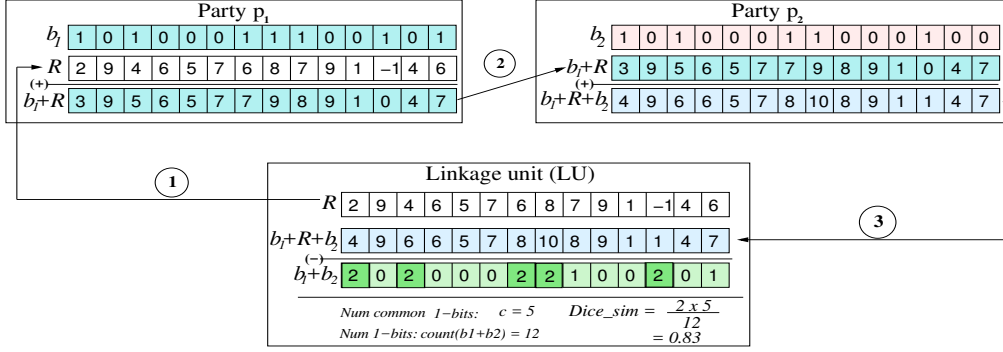 Party p1
b1 1 0 1 0 0 0 1 1 1 0 0 1 0 1
R 2 9 4 6 5 7 6 8 7 9 1 −1 4 6
(+)
b1+R 3 9 5 6 5 7 7 9 8 9 1 0 4 7
2
Party p2
b2 1 0 1 0 0 0 1 1 0 0 0 1 0 0
b1+R 3 9 5 6 5 7 7 9 8 9 1 0 4 7
(+)
b1+R+b2 4 9 6 6 5 7 8 10 8 9 1 1 4 7
1
Linkage unit (LU)
R 2 9 4 6 5 7 6 8 7 9 1 −1 4 6
b1+R+b2 4 9 6 6 5 7 8 10 8 9 1 1 4 7
(−)
b1+b2 2 0 2 0 0 0 2 2 1 0 0 2 0 1
Num common 1−bits: c = 5
Num 1−bits: count(b1+b2) = 12
Dice_sim = 2 x 5
12
= 0.83
3